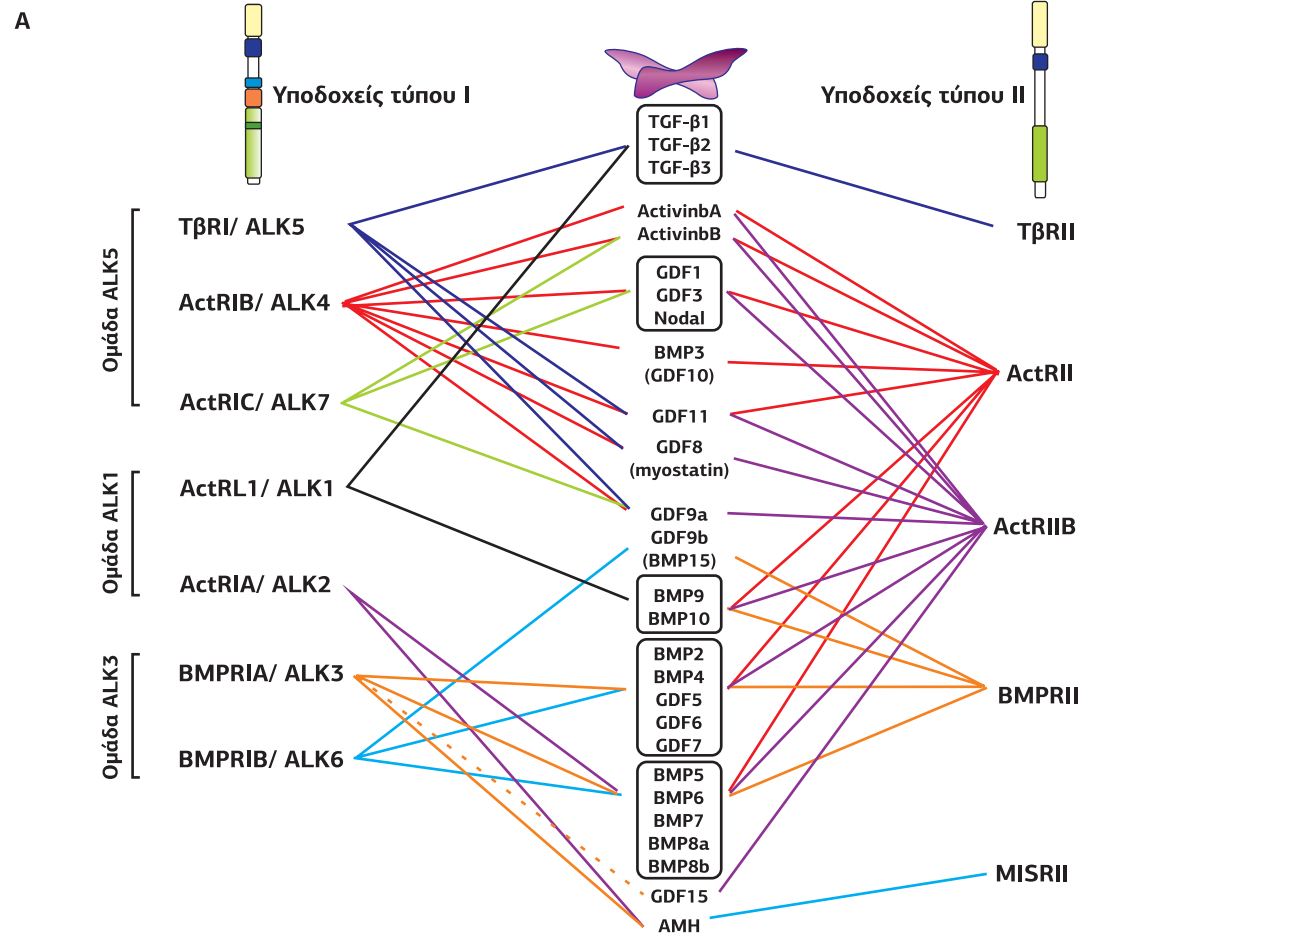 A
Υποδοχείς τύπου I
Υποδοχείς τύπου II
Ομάδα ALK5
TβRI/ ALK5
ActRIB/ ALK4
ActRIC/ ALK7
Ομάδα ALK1
ActRL1/ ALK1
ActRIA/ ALK2
Ομάδα ALK3
BMPRIA/ ALK3
BMPRIB/ ALK6
TGF-β1
TGF-β2
TGF-β3
ActivinbA
ActivinbB
GDF1
GDF3
Nodal
BMP3
(GDF10)
GDF11
GDF8
(myostatin)
GDF9a
GDF9b
(BMP15)
BMP9
BMP10
BMP2
BMP4
GDF5
GDF6
GDF7
BMP5
BMP6
BMP7
BMP8a
BMP8b
GDF15
AMH
TβRII
ActRII
ActRIIB
BMPRII
MISRII